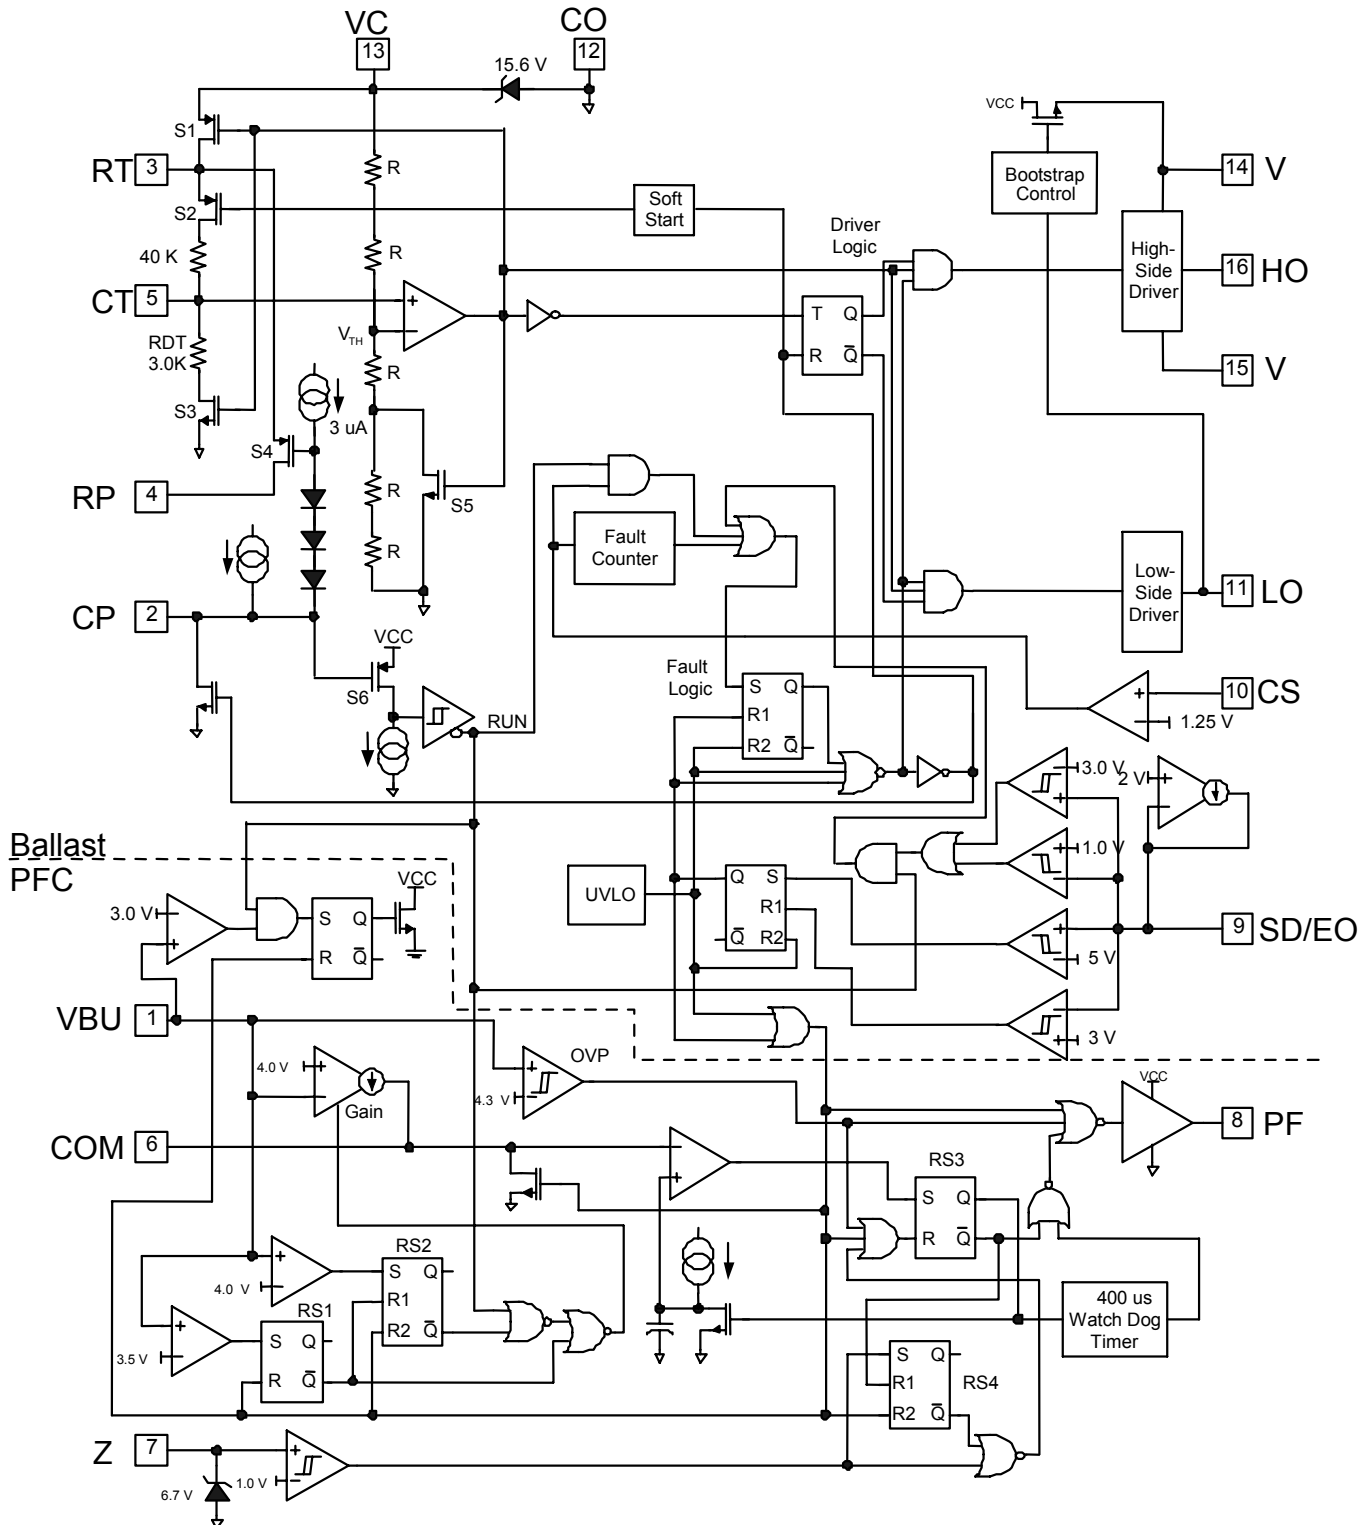 VC
CO
13
12
15.6 V
S1
VCC
RT
3
R
Bootstrap
Control
14
V
S2
Soft
Start
Driver
Logic
40 K
R
High-
Side
Driver
16
HO
CT
5
+
−
T Q
R Q̅
VTH
RDT
3.0K
R
15
V
S3
3 uA
S4
RP
4
R
S5
Fault
Counter
R
Low-
Side
Driver
11
LO
CP
2
VCC
Fault
Logic
S6
S Q
R1
R2 Q̅
+
−
10
CS
1.25 V
RUN
3.0 V
+
2 V
+
−
Ballast
PFC
1.0 V
+
VCC
UVLO
Q S
R1
Q̅ R2
3.0 V
+
S Q
R Q̅
+
5 V
9
SD/EO
VBU
1
−
+
3 V
OVP
4.0 V
+
−
Gain
+
−
4.3 V
VCC
8
PF
COM
6
−
+
RS3
S Q
R Q̅
RS2
+
4.0 V
S Q
R1
R2 Q̅
400 us
Watch Dog
Timer
RS1
+
3.5 V
S Q
R Q̅
S Q
R1
R2 Q̅
RS4
Z
7
+
−
1.0 V
6.7 V